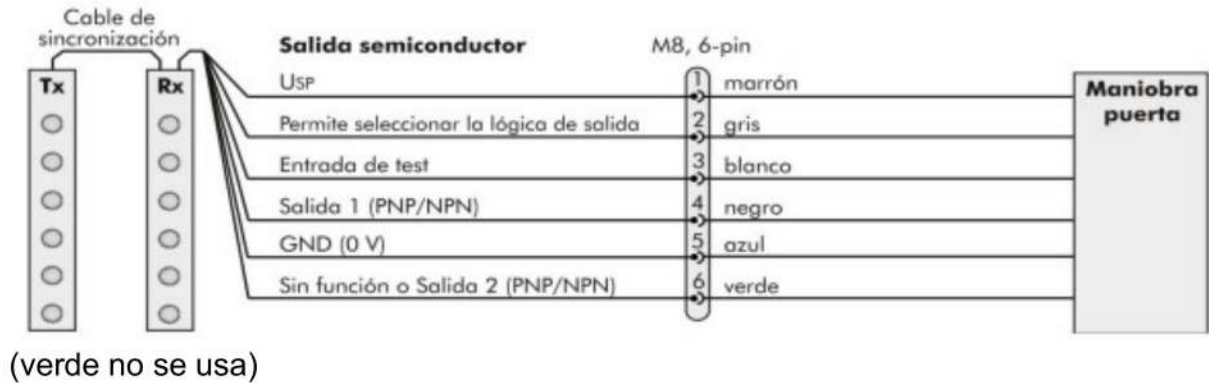 Cable de
sincronización
Salida semiconductor
M8, 6-pin
Tx
Rx
USP
1
marrón
Maniobra
puerta
Permite seleccionar la lógica de salida
2
gris
Entrada de test
3
blanco
Salida 1 (PNP/NPN)
4
negro
GND (0 V)
5
azul
Sin función o Salida 2 (PNP/NPN)
6
verde
(verde no se usa)